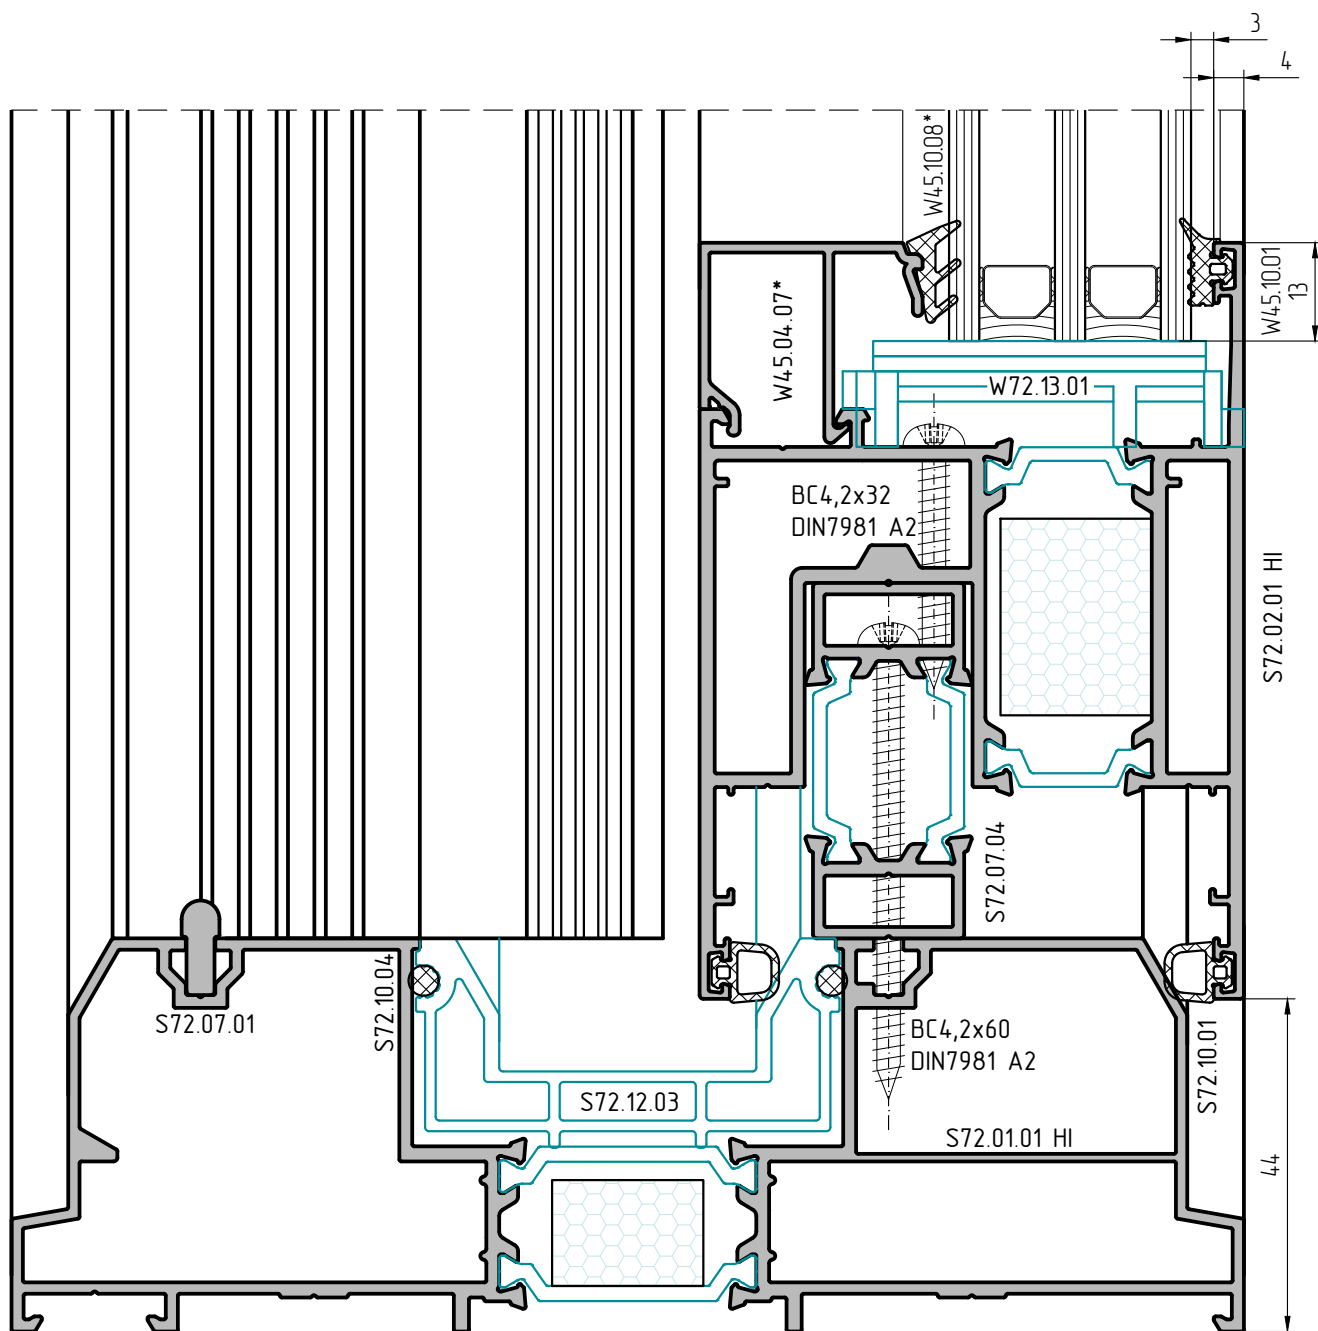 3
4
W45.10.08*
W45.10.01
13
W45.04.07*
W72.13.01
BC4,2x32
DIN7981 A2
S72.02.01 HI
S72.07.04
S72.10.04
S72.07.01
BC4,2x60
DIN7981 A2
S72.10.01
S72.12.03
S72.01.01 HI
44